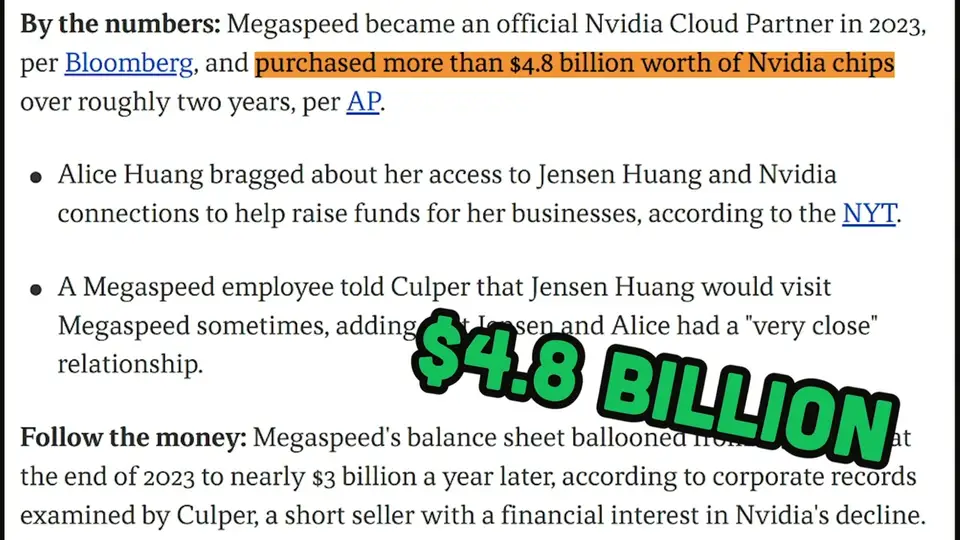 By the numbers: Megaspeed became an official Nvidia Cloud Partner in 2023,
per Bloomberg, and purchased more than $4.8 billion worth of Nvidia chips
over roughly two years, per AP.
• Alice Huang bragged about her access to Jensen Huang and Nvidia
connections to help raise funds for her businesses, according to the NYT.
• A Megaspeed employee told Culper that Jensen Huang would visit
Megaspeed sometimes, adding Jensen and Alice had a "very close"
relationship.
$4.8 BILLION
Follow the money: Megaspeed's balance sheet ballooned at
the end of 2023 to nearly $3 billion a year later, according to corporate records
examined by Culper, a short seller with a financial interest in Nvidia's decline.